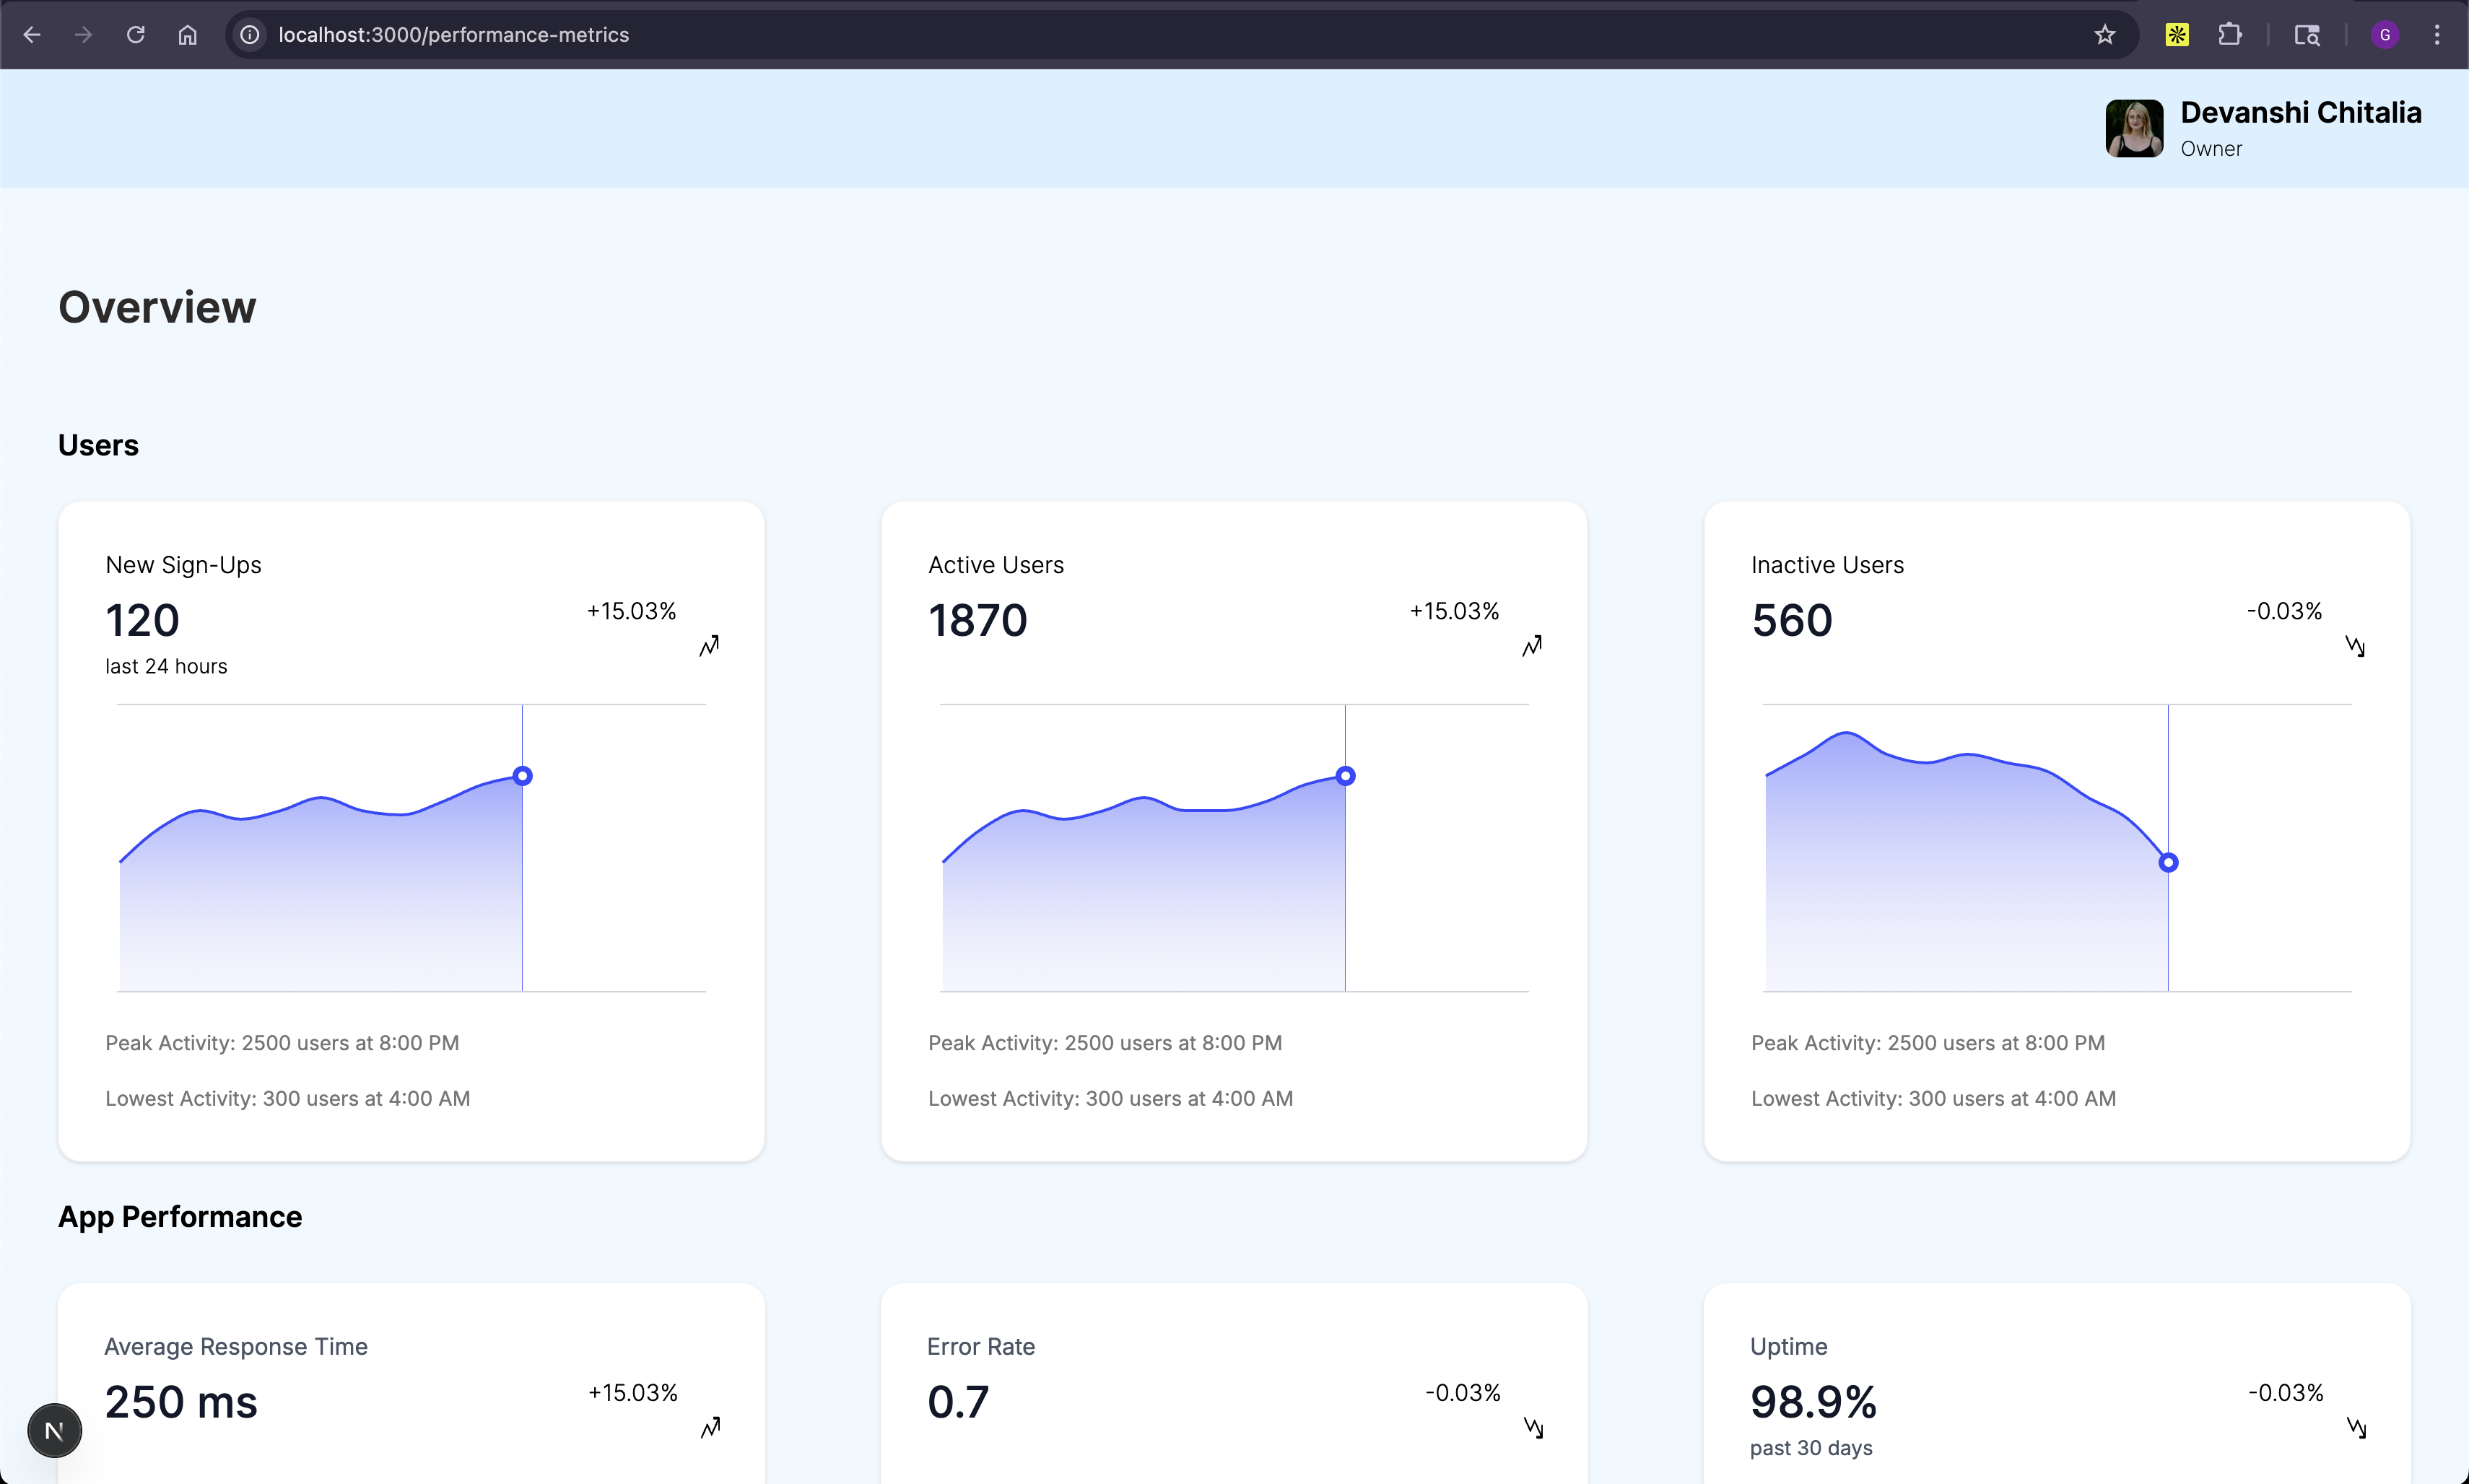 localhost:3000/performance-metrics
G
Devanshi Chitalia
Owner
Overview
Users
New Sign-Ups
120
+15.03%
last 24 hours
Peak Activity: 2500 users at 8:00 PM
Lowest Activity: 300 users at 4:00 AM
Active Users
1870
+15.03%
Peak Activity: 2500 users at 8:00 PM
Lowest Activity: 300 users at 4:00 AM
Inactive Users
560
-0.03%
Peak Activity: 2500 users at 8:00 PM
Lowest Activity: 300 users at 4:00 AM
App Performance
Average Response Time
250 ms
+15.03%
Error Rate
0.7
-0.03%
Uptime
98.9%
-0.03%
past 30 days
N